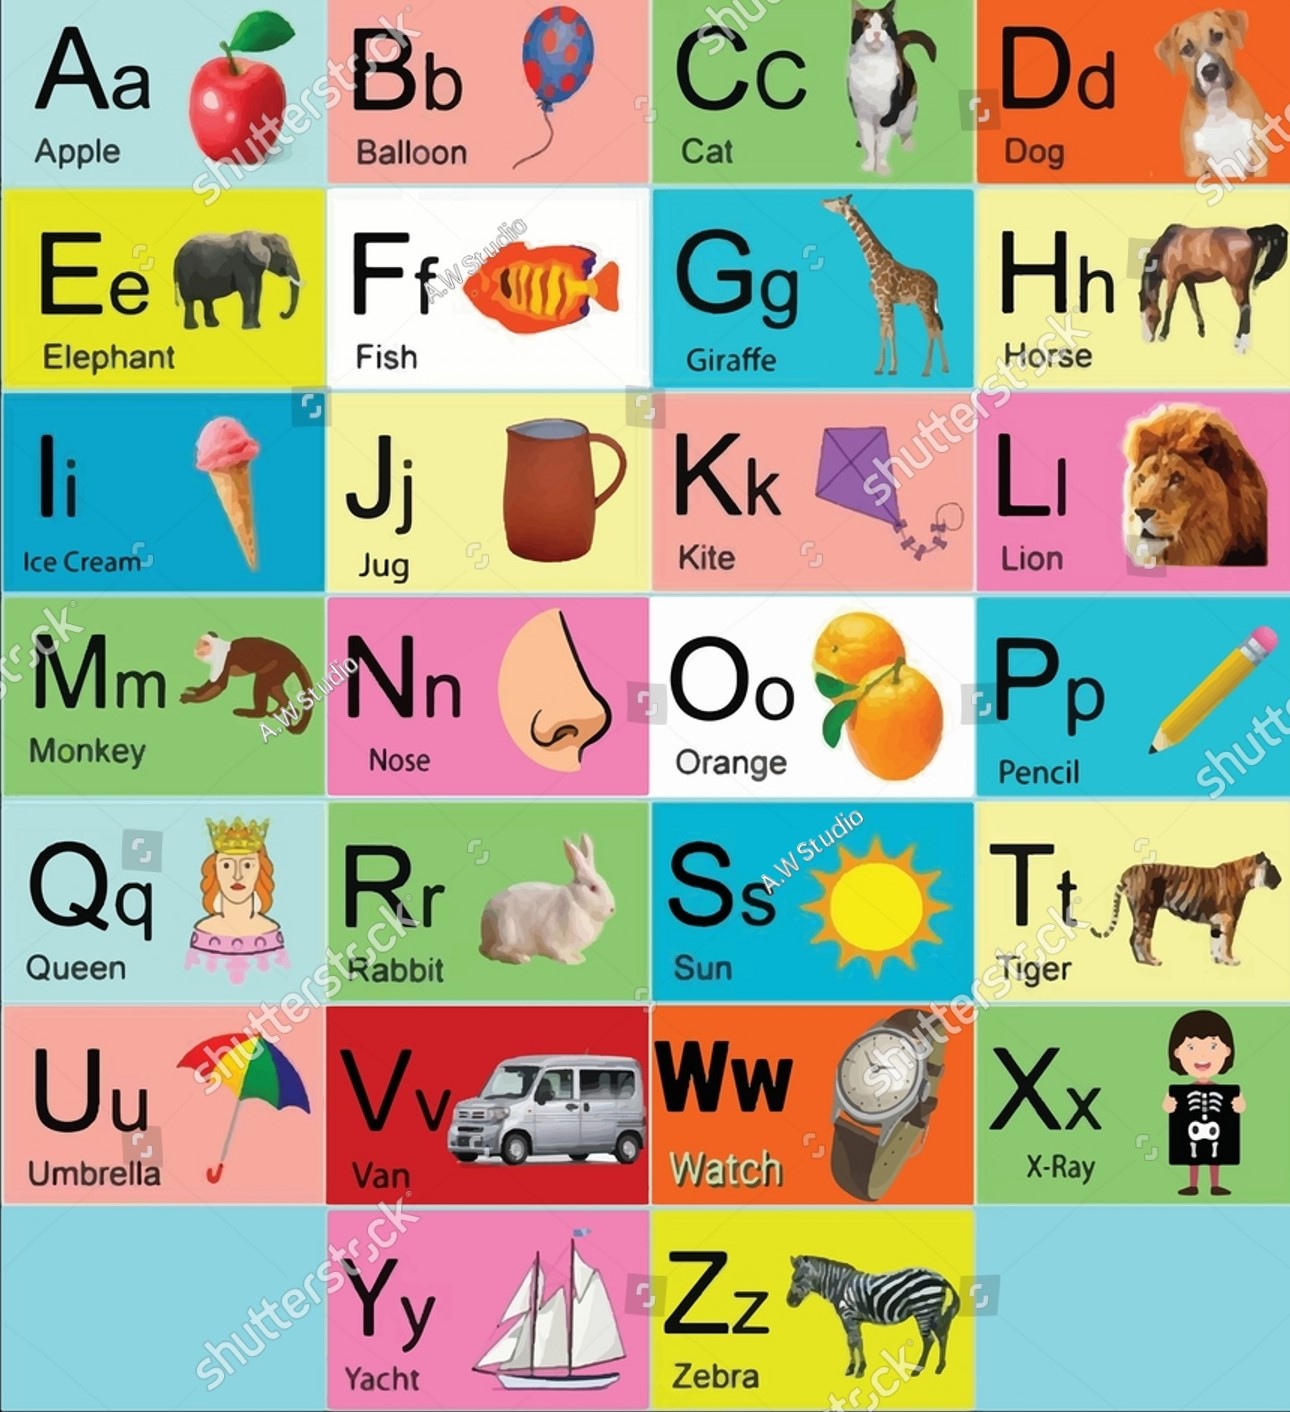 Aa
Apple
Bb
Balloon
Cc
Cat
Dd
Dog
Ee
Elephant
Ff
Fish
Gg
Giraffe
Hh
Horse
Ii
Ice Cream
Jj
Jug
Kk
Kite
Ll
Lion
Mm
Monkey
Nn
Nose
Oo
Orange
Pp
Pencil
Qq
Queen
Rr
Rabbit
Ss
Sun
Tt
Tiger
Uu
Umbrella
Vv
Van
Ww
Watch
Xx
X-Ray
Yy
Yacht
Zz
Zebra
shutterstock
A.W Studio